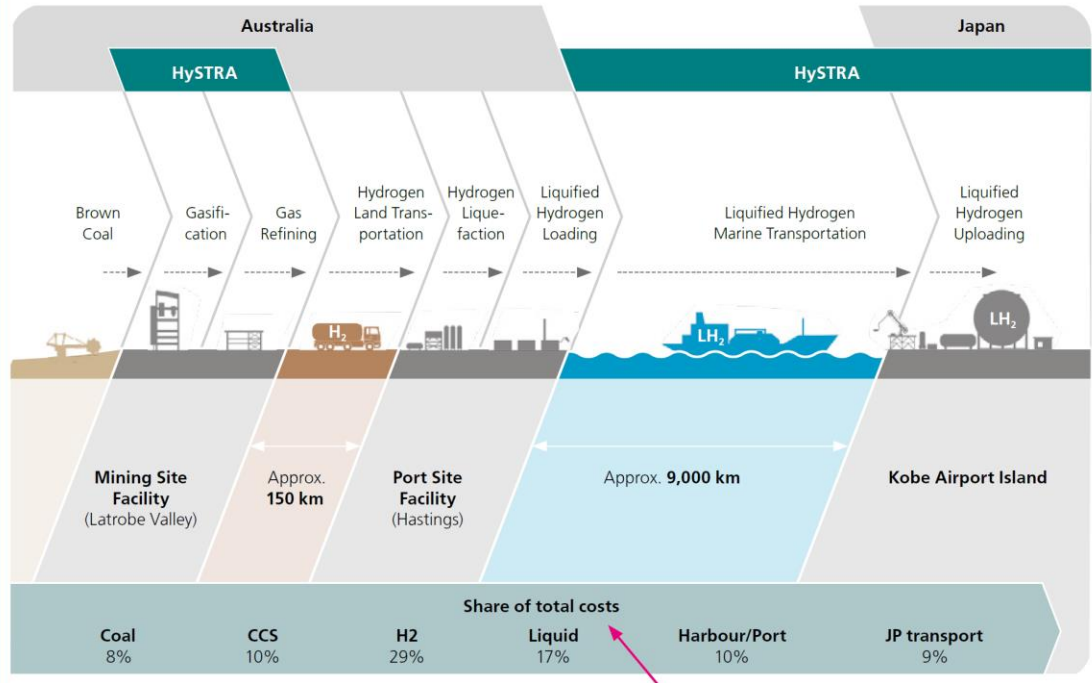 Australia
Japan
HySTRA
HySTRA
Brown
Coal
Gasifi-
cation
Gas
Refining
Hydrogen
Land Trans-
portation
Hydrogen
Lique-
faction
Liquified
Hydrogen
Loading
Liquified Hydrogen
Marine Transportation
Liquified
Hydrogen
Uploading
H2
LH2
LH2
Mining Site
Facility
(Latrobe Valley)
Approx.
150 km
Port Site
Facility
(Hastings)
Approx. 9,000 km
Kobe Airport Island
Share of total costs
Coal
8%
CCS
10%
H2
29%
Liquid
17%
Harbour/Port
10%
JP transport
9%